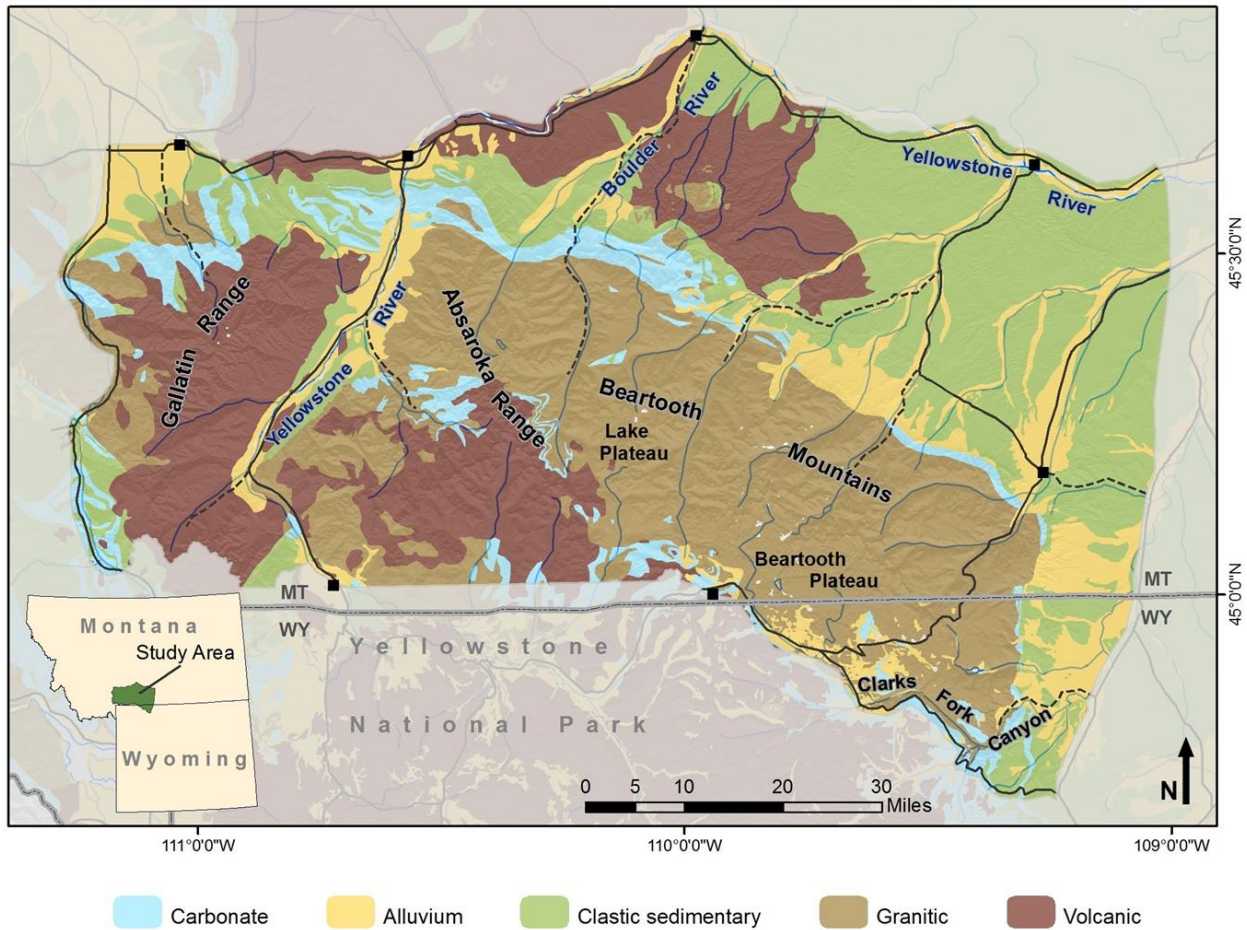 River
Boulder
Yellowstone
River
45°30'0"N
Gallatin Range
Absaroka Range
Yellowstone River
Beartooth
Mountains
Lake
Plateau
Beartooth
Plateau
MT
WY
MT
WY
45°0'0"N
Montana
Study Area
Wyoming
Yellowstone
National Park
Clarks
Fork
Canyon
0 5 10 20 30
Miles
N
111°0'0"W
110°0'0"W
109°0'0"W
Carbonate
Alluvium
Clastic sedimentary
Granitic
Volcanic